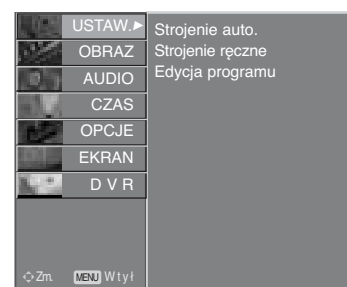 USTAW.►
OBRAZ
AUDIO
CZAS
OPCJE
EKRAN
D V R
Strojenie auto.
Strojenie ręczne
Edycja programu
Zm. MENU Wtył